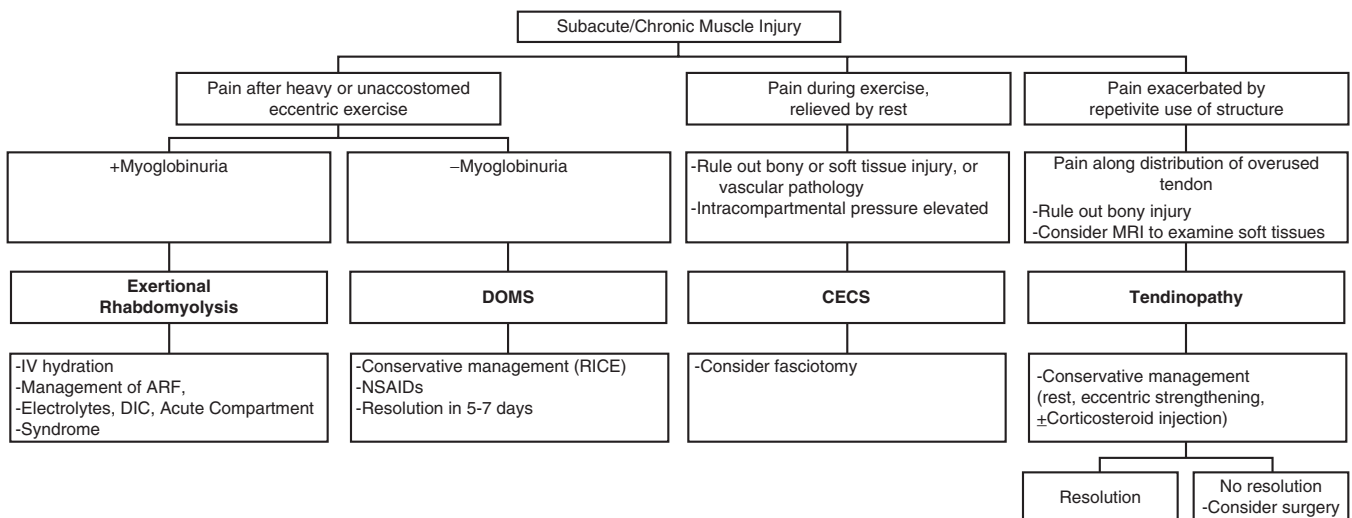 Subacute/Chronic Muscle Injury
Pain after heavy or unaccostomed
eccentric exercise
Pain during exercise,
relieved by rest
Pain exacerbated by
repetivite use of structure
+Myoglobinuria
–Myoglobinuria
-Rule out bony or soft tissue injury, or
vascular pathology
-Intracompartmental pressure elevated
Pain along distribution of overused
tendon
-Rule out bony injury
-Consider MRI to examine soft tissues
Exertional
Rhabdomyolysis
DOMS
CECS
Tendinopathy
-IV hydration
-Management of ARF,
-Electrolytes, DIC, Acute Compartment
-Syndrome
-Conservative management (RICE)
-NSAIDs
-Resolution in 5-7 days
-Consider fasciotomy
-Conservative management
(rest, eccentric strengthening,
±Corticosteroid injection)
Resolution
No resolution
-Consider surgery